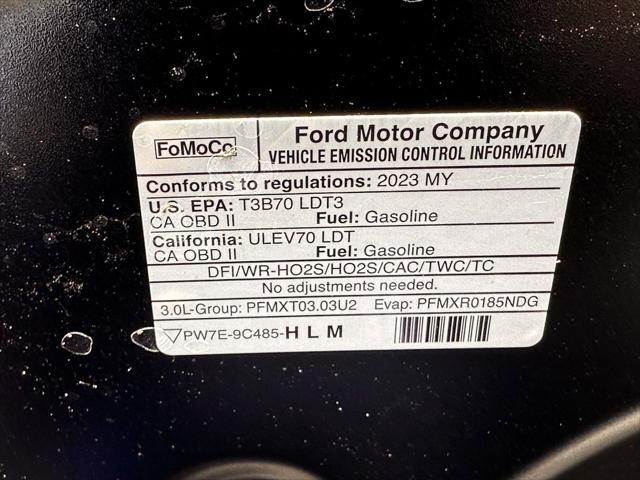 FoMoCo
Ford Motor Company
VEHICLE EMISSION CONTROL INFORMATION
Conforms to regulations: 2023 MY
U.S. EPA: T3B70 LDT3
CA OBD II Fuel: Gasoline
California: ULEV70 LDT
CA OBD II Fuel: Gasoline
DFI/WR-HO2S/HO2S/CAC/TWC/TC
No adjustments needed.
3.0L-Group: PFMXT03.03U2 Evap: PFMXR0185NDG
PW7E-9C485-H L M